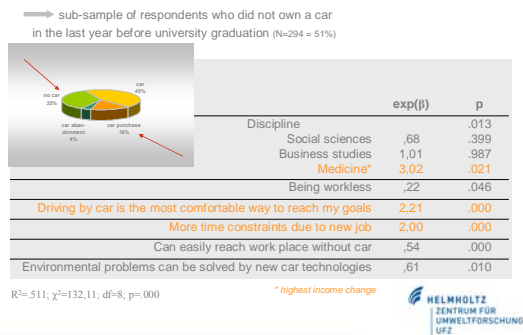 sub-sample of respondents who did not own a car
in the last year before university graduation (N=294 = 51%)
car
45%
no car
35%
car aban-
donment
4%
car purchase
16%
exp(β) p
Discipline .013
Social sciences ,68 .399
Business studies 1,01 .987
Medicine* 3,02 .021
Being workless ,22 .046
Driving by car is the most comfortable way to reach my goals 2,21 .000
More time constraints due to new job 2,00 .000
Can easily reach work place without car ,54 .000
Environmental problems can be solved by new car technologies ,61 .010
R²=.511; χ²=132,11; df=8; p=.000
* highest income change
HELMHOLTZ
ZENTRUM FÜR
UMWELTFORSCHUNG
UFZ